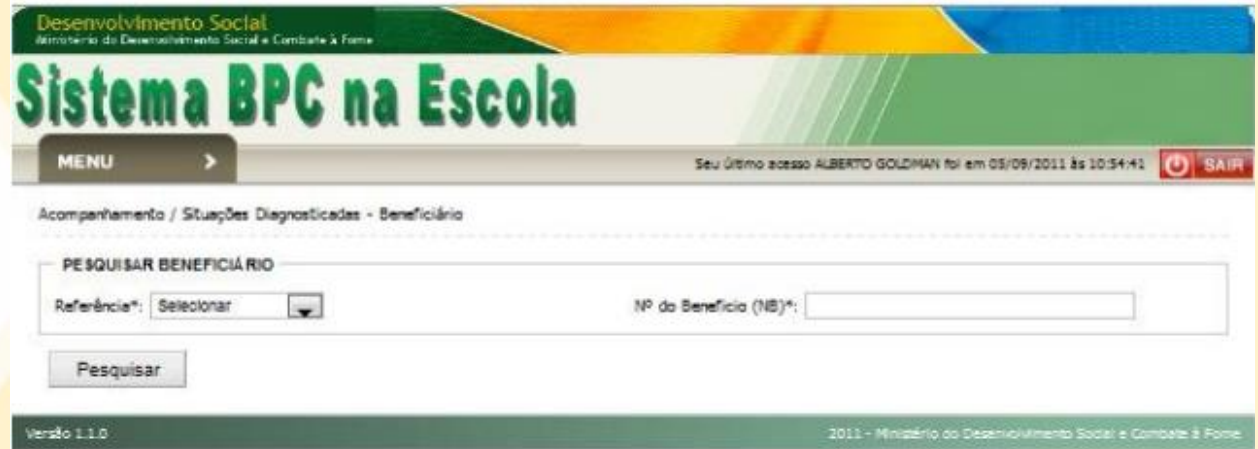 Desenvolvimento Social
Ministério do Desenvolvimento Social e Combate à Fome
Sistema BPC na Escola
MENU >
Seu último acesso ALBERTO GOLDMAN foi em 05/09/2011 às 10:54:41
SAIR
Acompanhamento / Situações Diagnosticadas - Beneficiário
PESQUISAR BENEFICIÁRIO
Referência*: Selecionar
Nº do Benefício (NB)*:
Pesquisar
Versão 1.1.0
2011 - Ministério do Desenvolvimento Social e Combate à Fome